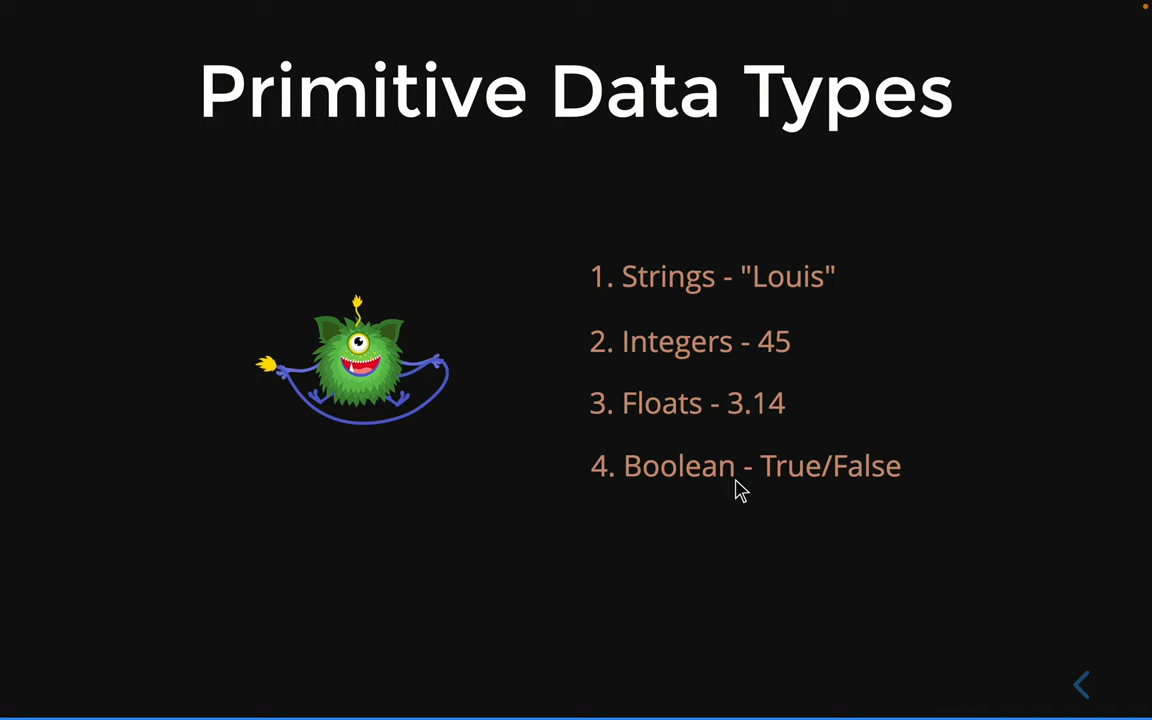 Primitive Data Types
1. Strings - "Louis"
2. Integers - 45
3. Floats - 3.14
4. Boolean - True/False